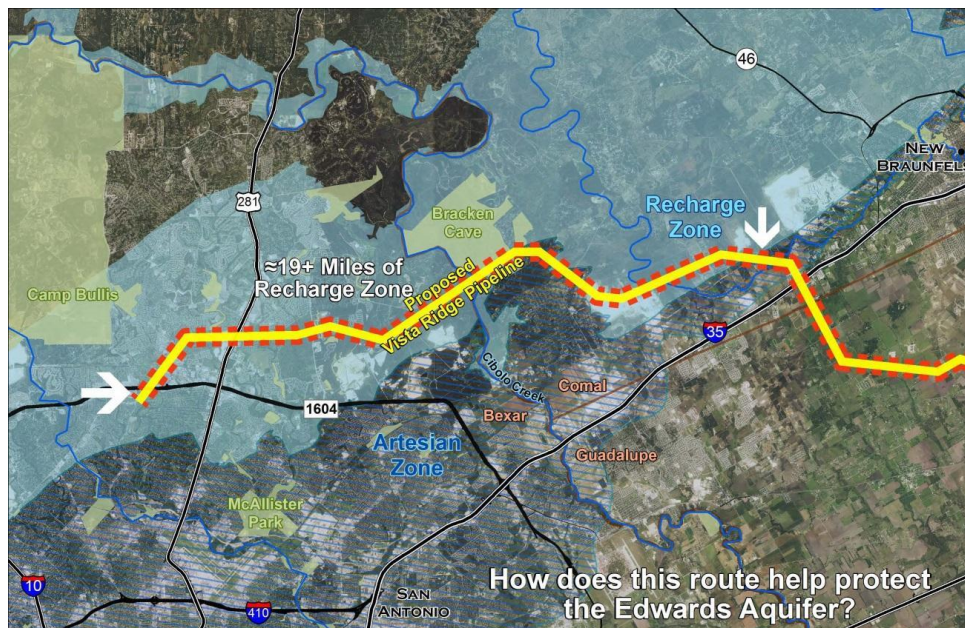 46
NEW
BRAUNFELS
281
Bracken
Cave
Recharge
Zone
≈19+ Miles of
Recharge Zone
Camp Bullis
Proposed
Vista Ridge Pipeline
35
Cibolo Creek
Comal
1604
Bexar
Artesian
Zone
Guadalupe
McAllister
Park
10
SAN
ANTONIO
410
How does this route help protect
the Edwards Aquifer?